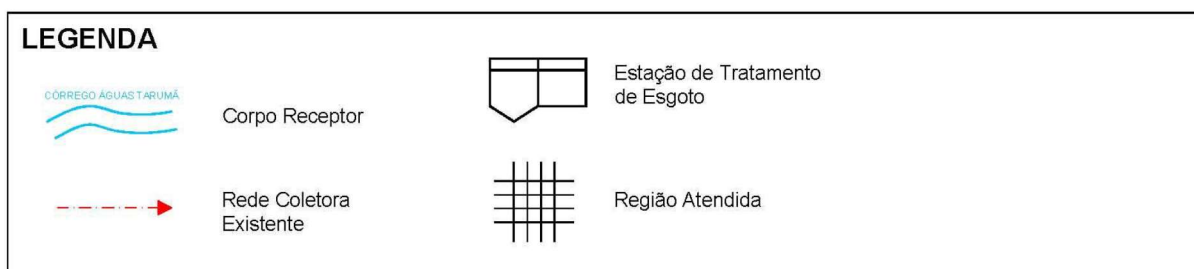 LEGENDA
CÓRREGO ÁGUAS TARUMÃ
Corpo Receptor
Rede Coletora
Existente
Estação de Tratamento
de Esgoto
Região Atendida